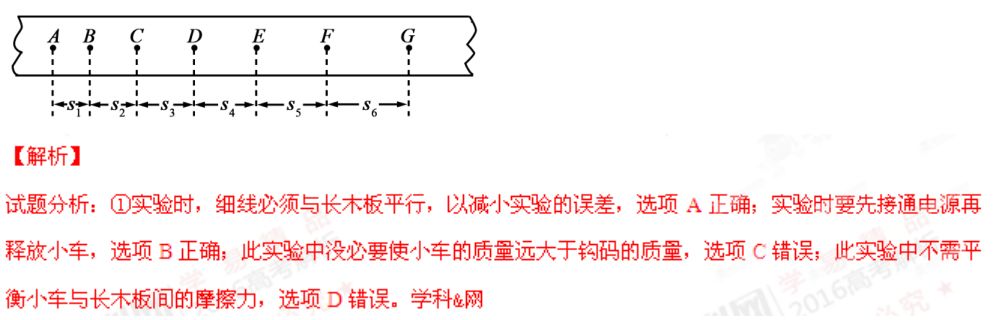 A B C D E F G
s1 s2 s3 s4 s5 s6
【解析】
试题分析：①实验时，细线必须与长木板平行，以减小实验的误差，选项 A 正确；实验时要先接通电源再
释放小车，选项 B 正确；此实验中没必要使小车的质量远大于钩码的质量，选项 C 错误；此实验中不需平
衡小车与长木板间的摩擦力，选项 D 错误。学科&网